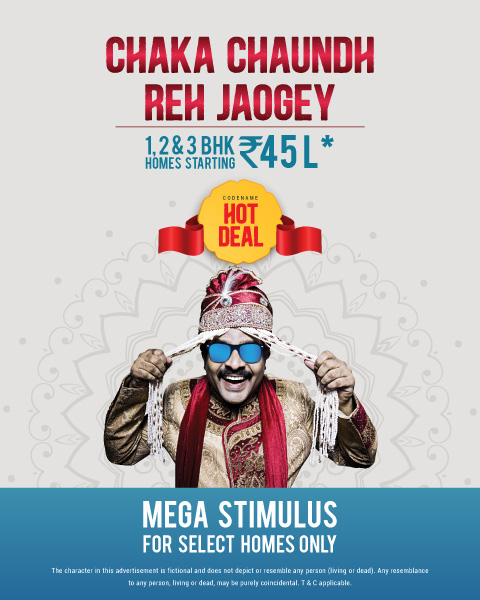 CHAKA CHAUNDH
REH JAOGEY
1, 2 & 3 BHK
HOMES STARTING
₹45 L*
CODENAME
HOT
DEAL
MEGA STIMULUS
FOR SELECT HOMES ONLY
The character in this advertisement is fictional and does not depict or resemble any person (living or dead). Any resemblance
to any person, living or dead, may be purely coincidental. T & C applicable.